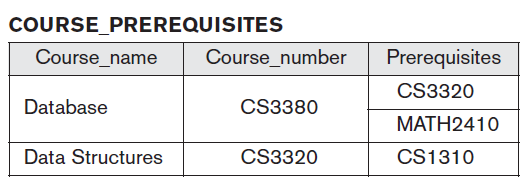 COURSE_PREREQUISITES
Course_name Course_number Prerequisites
Database CS3380 CS3320
MATH2410
Data Structures CS3320 CS1310